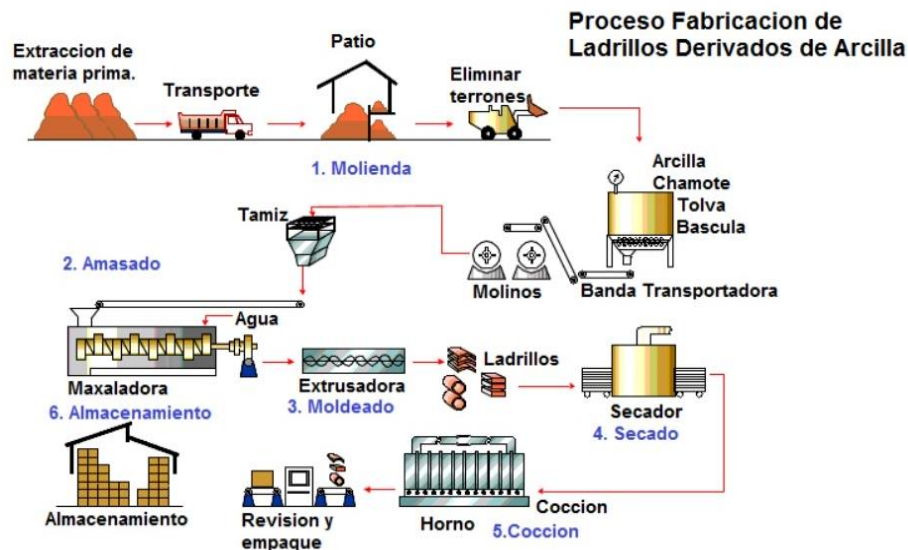 Proceso Fabricacion de
Ladrillos Derivados de Arcilla
Extraccion de
materia prima.
Transporte
Patio
Eliminar
terrones
1. Molienda
Arcilla
Chamote
Tolva
Bascula
Tamiz
2. Amasado
Molinos
Banda Transportadora
Agua
Maxaladora
Extrusadora
Ladrillos
Secador
6. Almacenamiento
3. Moldeado
4. Secado
Almacenamiento
Revision y
empaque
Horno
Coccion
5.Coccion